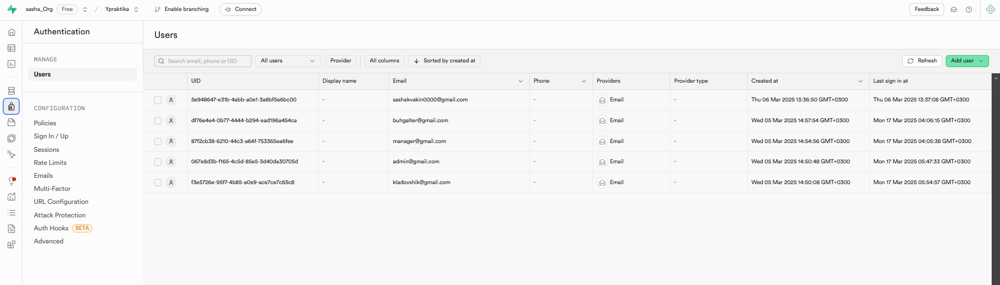 sasha_Org Free / Ypraktika Enable branching Connect Feedback
Authentication
MANAGE
Users
CONFIGURATION
Policies
Sign In / Up
Sessions
Rate Limits
Emails
Multi-Factor
URL Configuration
Attack Protection
Auth Hooks BETA
Advanced
Users
Search email, phone or UID All users Provider All columns Sorted by created at Refresh Add user
UID Display name Email Phone Providers Provider type Created at Last sign in at
5e948647-e31b-4abb-a0e1-3a8bf5e6bc00 - sashakvakin0000@gmail.com - Email - Thu 06 Mar 2025 13:36:50 GMT+0300 Thu 06 Mar 2025 13:37:08 GMT+0300
df76e4e4-0b77-4444-b294-ead196a454ca - buhgalter@gmail.com - Email - Wed 05 Mar 2025 14:57:54 GMT+0300 Mon 17 Mar 2025 04:06:15 GMT+0300
87f2cb38-6210-44c3-a64f-753365ea6fee - manager@gmail.com - Email - Wed 05 Mar 2025 14:54:56 GMT+0300 Mon 17 Mar 2025 04:05:38 GMT+0300
067e8d3b-f165-4c5d-85e5-3d40da30705d - admin@gmail.com - Email - Wed 05 Mar 2025 14:50:48 GMT+0300 Mon 17 Mar 2025 05:47:33 GMT+0300
f3e5726e-95f7-4b85-a0e9-ace7ce7c65c8 - kladovshik@gmail.com - Email - Wed 05 Mar 2025 14:50:08 GMT+0300 Mon 17 Mar 2025 05:54:57 GMT+0300